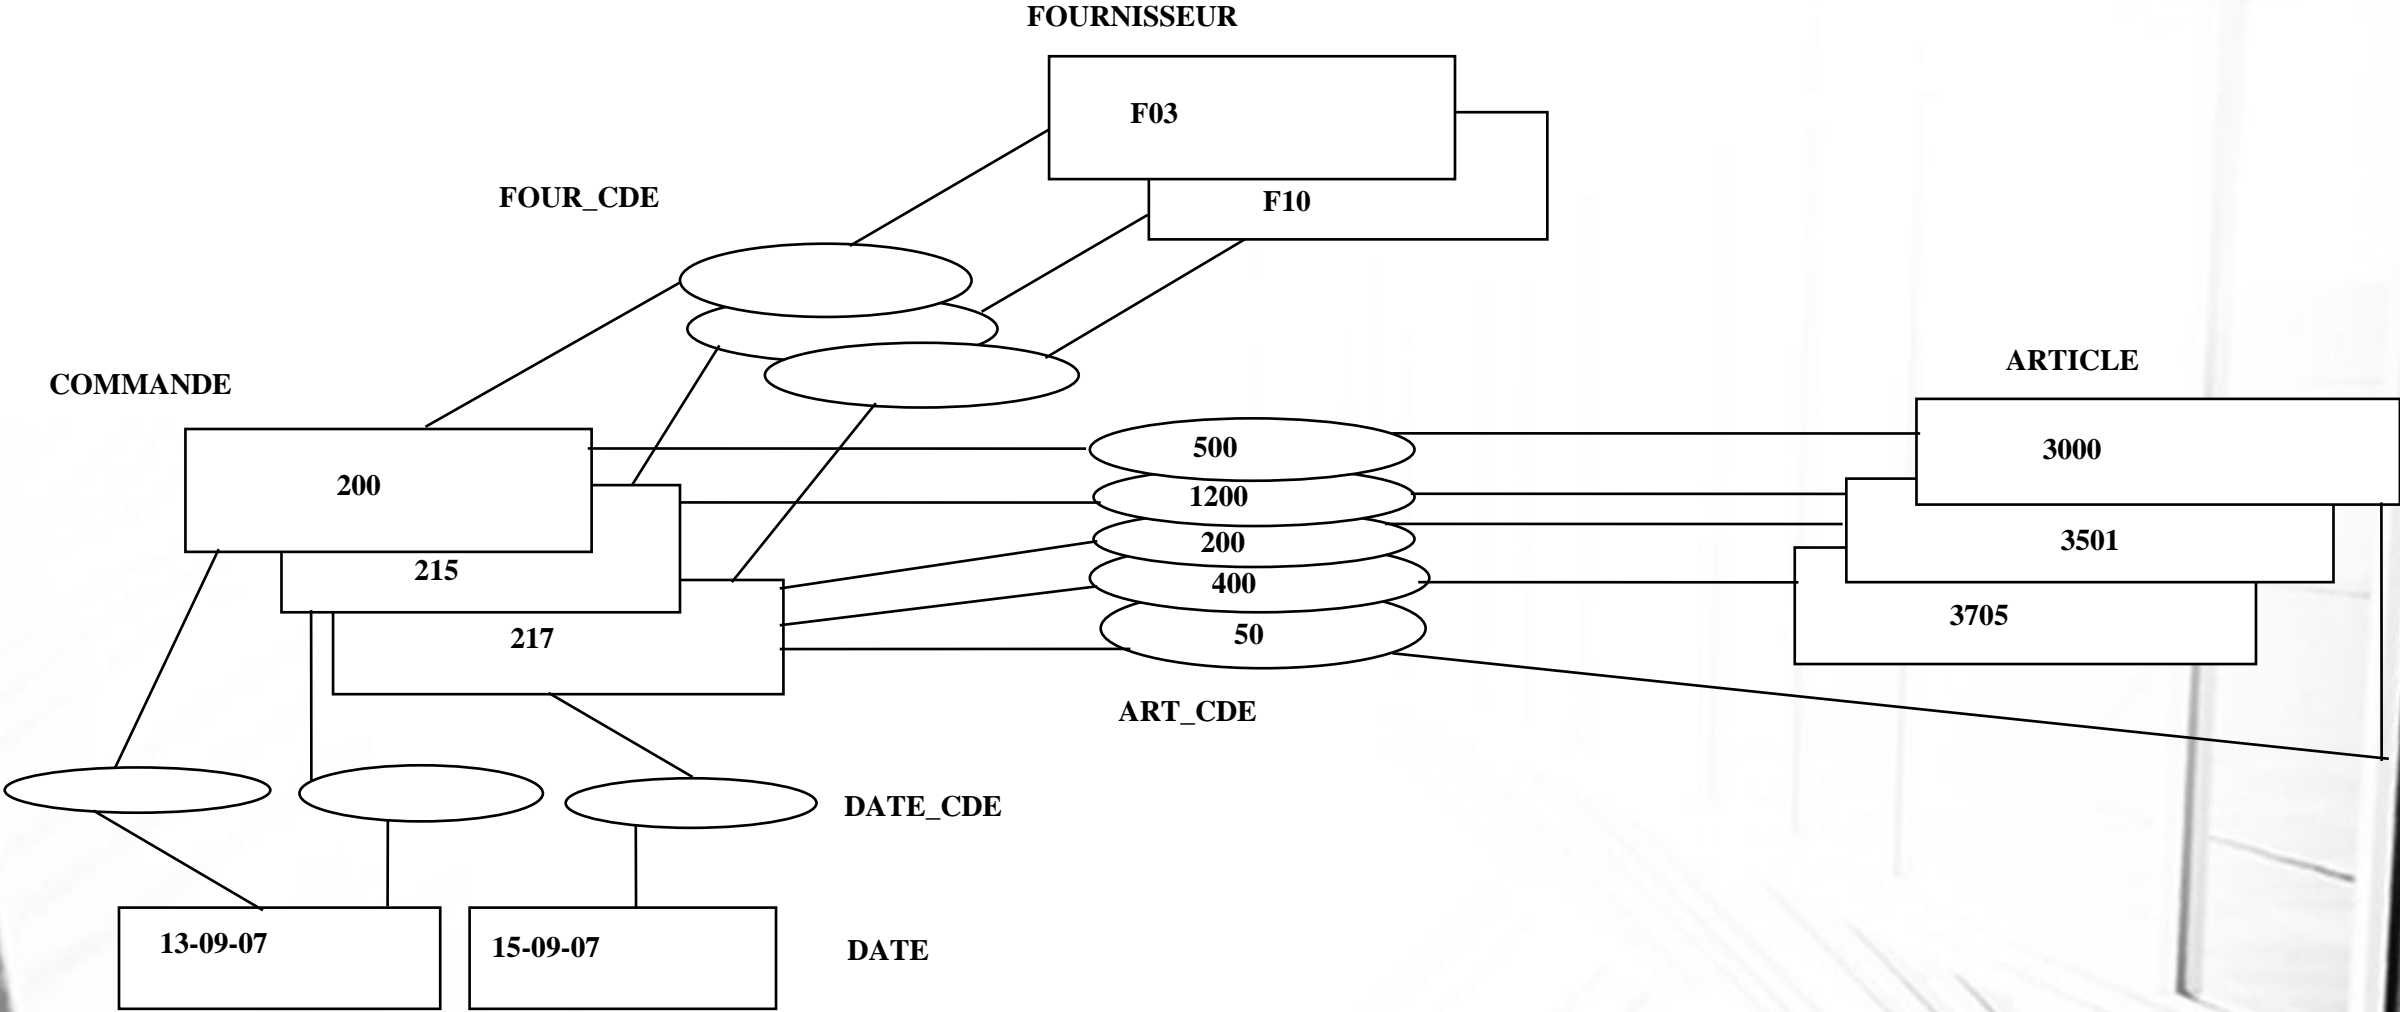 FOURNISSEUR
F03
F10
FOUR_CDE
COMMANDE
200
215
217
500
1200
200
400
50
ART_CDE
ARTICLE
3000
3501
3705
DATE_CDE
13-09-07
15-09-07
DATE